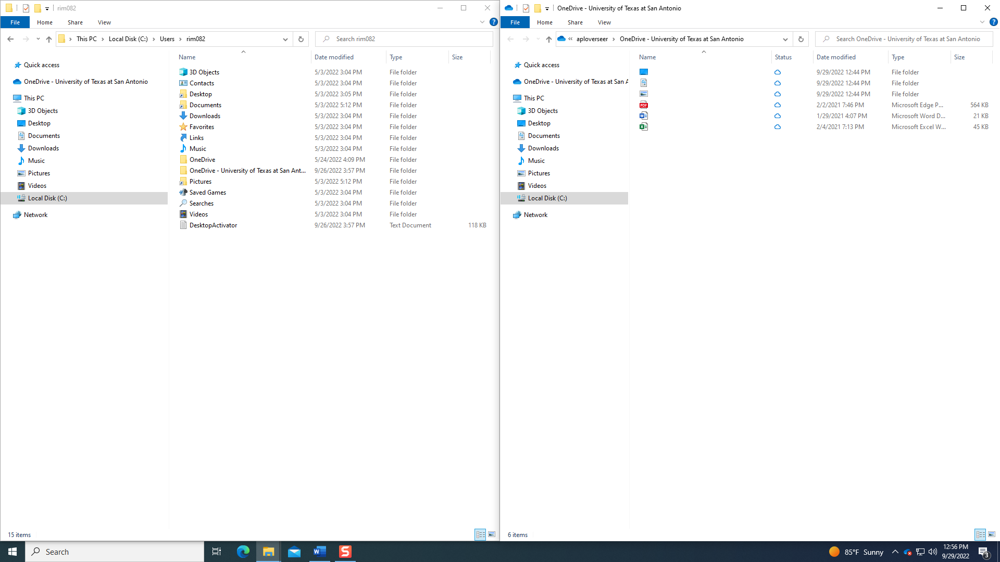 rim082
File Home Share View
This PC Local Disk (C:) Users rim082
Search rim082
Quick access
OneDrive - University of Texas at San Antonio
This PC
3D Objects
Desktop
Documents
Downloads
Music
Pictures
Videos
Local Disk (C:)
Network
Name Date modified Type Size
3D Objects 5/3/2022 3:04 PM File folder
Contacts 5/3/2022 3:04 PM File folder
Desktop 5/3/2022 3:05 PM File folder
Documents 5/3/2022 5:12 PM File folder
Downloads 5/3/2022 3:04 PM File folder
Favorites 5/3/2022 3:04 PM File folder
Links 5/3/2022 3:04 PM File folder
Music 5/3/2022 3:04 PM File folder
OneDrive 5/24/2022 4:09 PM File folder
OneDrive - University of Texas at San Ant... 9/26/2022 3:57 PM File folder
Pictures 5/3/2022 5:12 PM File folder
Saved Games 5/3/2022 3:04 PM File folder
Searches 5/3/2022 3:04 PM File folder
Videos 5/3/2022 3:04 PM File folder
DesktopActivator 9/26/2022 3:57 PM Text Document 118 KB
15 items
OneDrive - University of Texas at San Antonio
File Home Share View
« aploverseer OneDrive - University of Texas at San Antonio
Search OneDrive - University of Texas at San Antonio
Quick access
OneDrive - University of Texas at San A
This PC
3D Objects
Desktop
Documents
Downloads
Music
Pictures
Videos
Local Disk (C:)
Network
Name Status Date modified Type Size
9/29/2022 12:44 PM File folder
9/29/2022 12:44 PM File folder
9/29/2022 12:44 PM File folder
PDF 2/2/2021 7:46 PM Microsoft Edge P... 564 KB
1/29/2021 4:07 PM Microsoft Word D... 21 KB
2/4/2021 7:13 PM Microsoft Excel W... 45 KB
6 items
Search
85°F Sunny
12:56 PM
9/29/2022
3